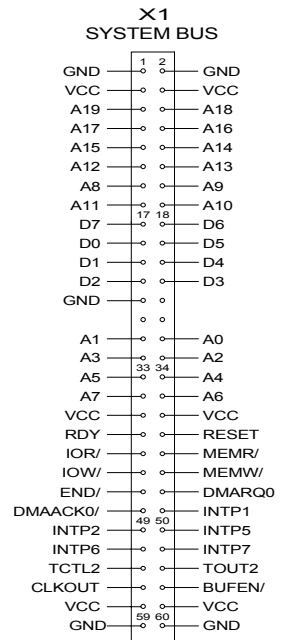 X1
SYSTEM BUS
1 2
GND GND
VCC VCC
A19 A18
A17 A16
A15 A14
A12 A13
A8 A9
A11 A10
17 18
D7 D6
D0 D5
D1 D4
D2 D3
GND
A1 A0
A3 A2
33 34
A5 A4
A7 A6
VCC VCC
RDY RESET
IOR/ MEMR/
IOW/ MEMW/
END/ DMARQ0
DMAACK0/ INTP1
49 50
INTP2 INTP5
INTP6 INTP7
TCTL2 TOUT2
CLKOUT BUFEN/
VCC VCC
59 60
GND GND